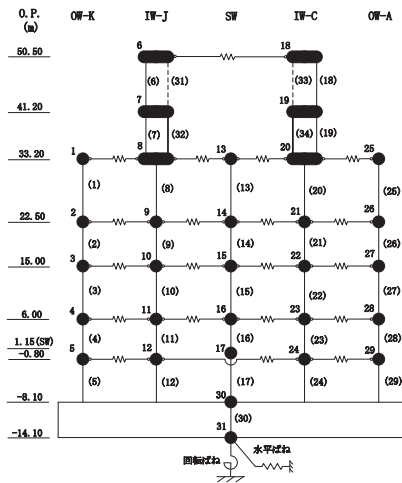 O.P. OW-K IW-J SW IW-C OW-A
(m)
50.50 6 18
(6) (31) (33) (18)
41.20 7 19
(7) (32) (34) (19)
33.20 1 8 13 20 25
(1) (8) (13) (20) (25)
22.50 2 9 14 21 26
(2) (9) (14) (21) (26)
15.00 3 10 15 22 27
(3) (10) (15) (22) (27)
6.00 4 11 16 23 28
(4) (11) (16) (23) (28)
1.15(SW) 17
-0.80 5 12 24 29
(5) (12) (17) (24) (29)
-8.10 30
(30)
-14.10 31
水平ばね
回転ばね